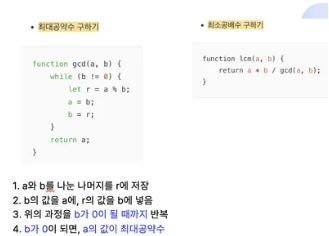 최대공약수 구하기
function gcd(a, b) {
while (b != 0) {
let r = a % b;
a = b;
b = r;
}
return a;
}
1. a와 b를 나눈 나머지를 r에 저장
2. b의 값을 a에, r의 값을 b에 넣음
3. 위의 과정을 b가 0이 될 때까지 반복
4. b가 0이 되면, a의 값이 최대공약수
최소공배수 구하기
function lcm(a, b) {
return a * b / gcd(a, b);
}